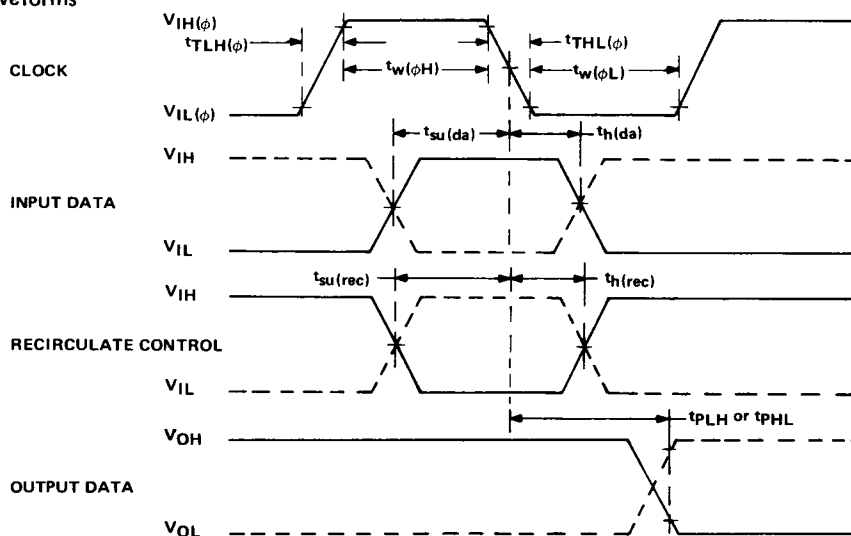 VIH(ϕ)
tTLH(ϕ)
tTHL(ϕ)
CLOCK
tw(ϕH)
tw(ϕL)
VIL(ϕ)
tsu(da)
th(da)
VIH
INPUT DATA
VIL
tsu(rec)
th(rec)
VIH
RECIRCULATE CONTROL
VIL
tPLH or tPHL
VOH
OUTPUT DATA
VOL